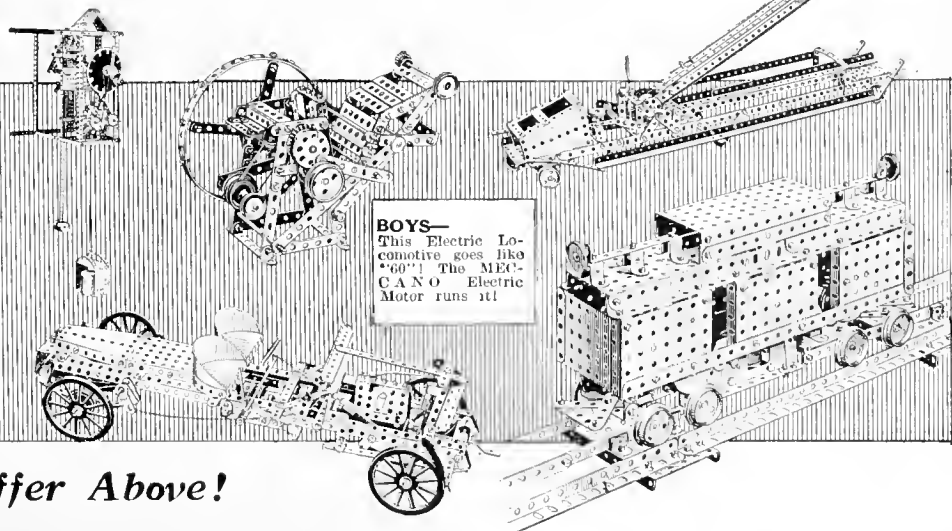 BOYS—
This Electric Lo-
comotive goes like
"60"! The MEC-
CANO Electric
Motor runs it!
ffer Above!